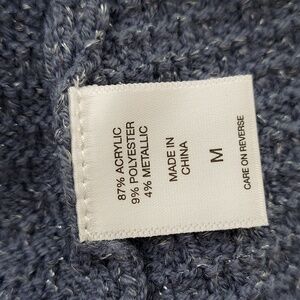 87% ACRYLIC
9% POLYESTER
4% METALLIC
MADE IN
CHINA
M
CARE ON REVERSE